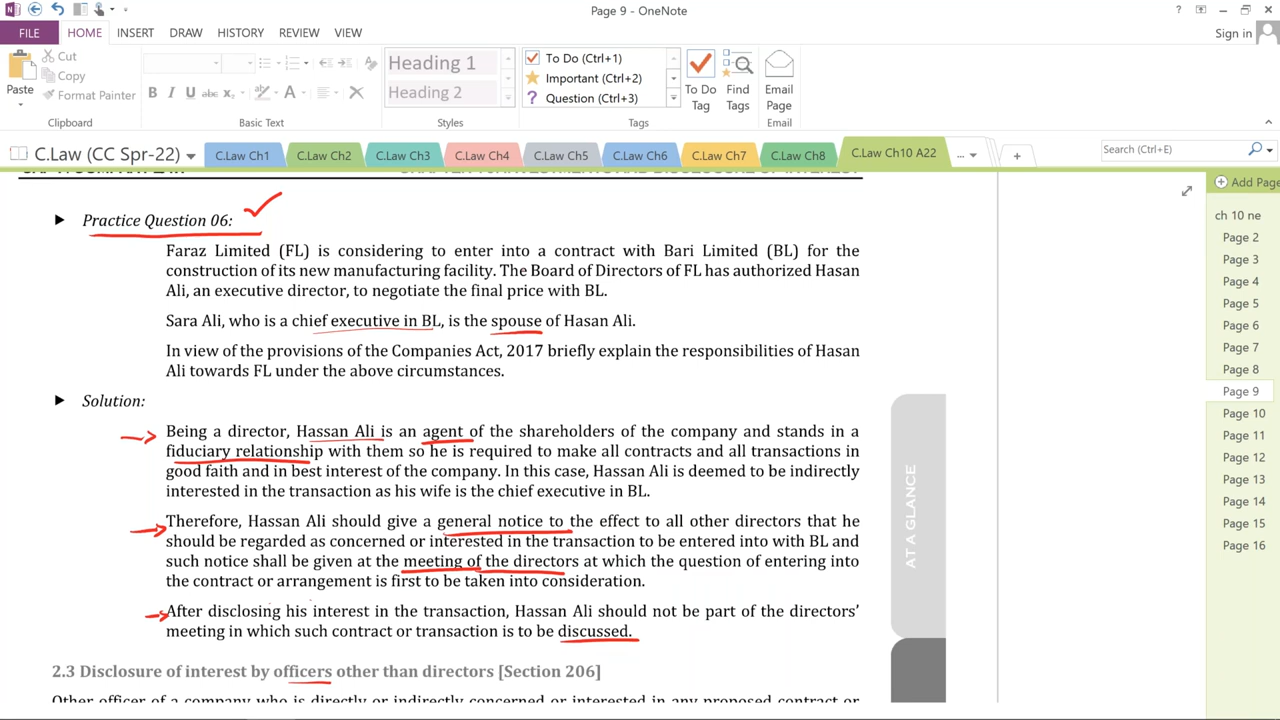 Page 9 - OneNote
FILE HOME INSERT DRAW HISTORY REVIEW VIEW
Sign in
Paste
Cut
Copy
Format Painter
Clipboard
B I U abc
Basic Text
Heading 1
Heading 2
Styles
To Do (Ctrl+1)
Important (Ctrl+2)
Question (Ctrl+3)
To Do Tag
Find Tags
Tags
Email Page
Email
C.Law (CC Spr-22) C.Law Ch1 C.Law Ch2 C.Law Ch3 C.Law Ch4 C.Law Ch5 C.Law Ch6 C.Law Ch7 C.Law Ch8 C.Law Ch10 A22 ...
Search (Ctrl+E)
Practice Question 06:
Faraz Limited (FL) is considering to enter into a contract with Bari Limited (BL) for the
construction of its new manufacturing facility. The Board of Directors of FL has authorized Hasan
Ali, an executive director, to negotiate the final price with BL.
Sara Ali, who is a chief executive in BL, is the spouse of Hasan Ali.
In view of the provisions of the Companies Act, 2017 briefly explain the responsibilities of Hasan
Ali towards FL under the above circumstances.
Solution:
Being a director, Hassan Ali is an agent of the shareholders of the company and stands in a
fiduciary relationship with them so he is required to make all contracts and all transactions in
good faith and in best interest of the company. In this case, Hassan Ali is deemed to be indirectly
interested in the transaction as his wife is the chief executive in BL.
Therefore, Hassan Ali should give a general notice to the effect to all other directors that he
should be regarded as concerned or interested in the transaction to be entered into with BL and
such notice shall be given at the meeting of the directors at which the question of entering into
the contract or arrangement is first to be taken into consideration.
After disclosing his interest in the transaction, Hassan Ali should not be part of the directors'
meeting in which such contract or transaction is to be discussed.
2.3 Disclosure of interest by officers other than directors [Section 206]
Other officer of a company who is directly or indirectly concerned or interested in any proposed contract or
AT A GLANCE
Add Page
ch 10 ne
Page 2
Page 3
Page 4
Page 5
Page 6
Page 7
Page 8
Page 9
Page 10
Page 11
Page 12
Page 13
Page 14
Page 15
Page 16